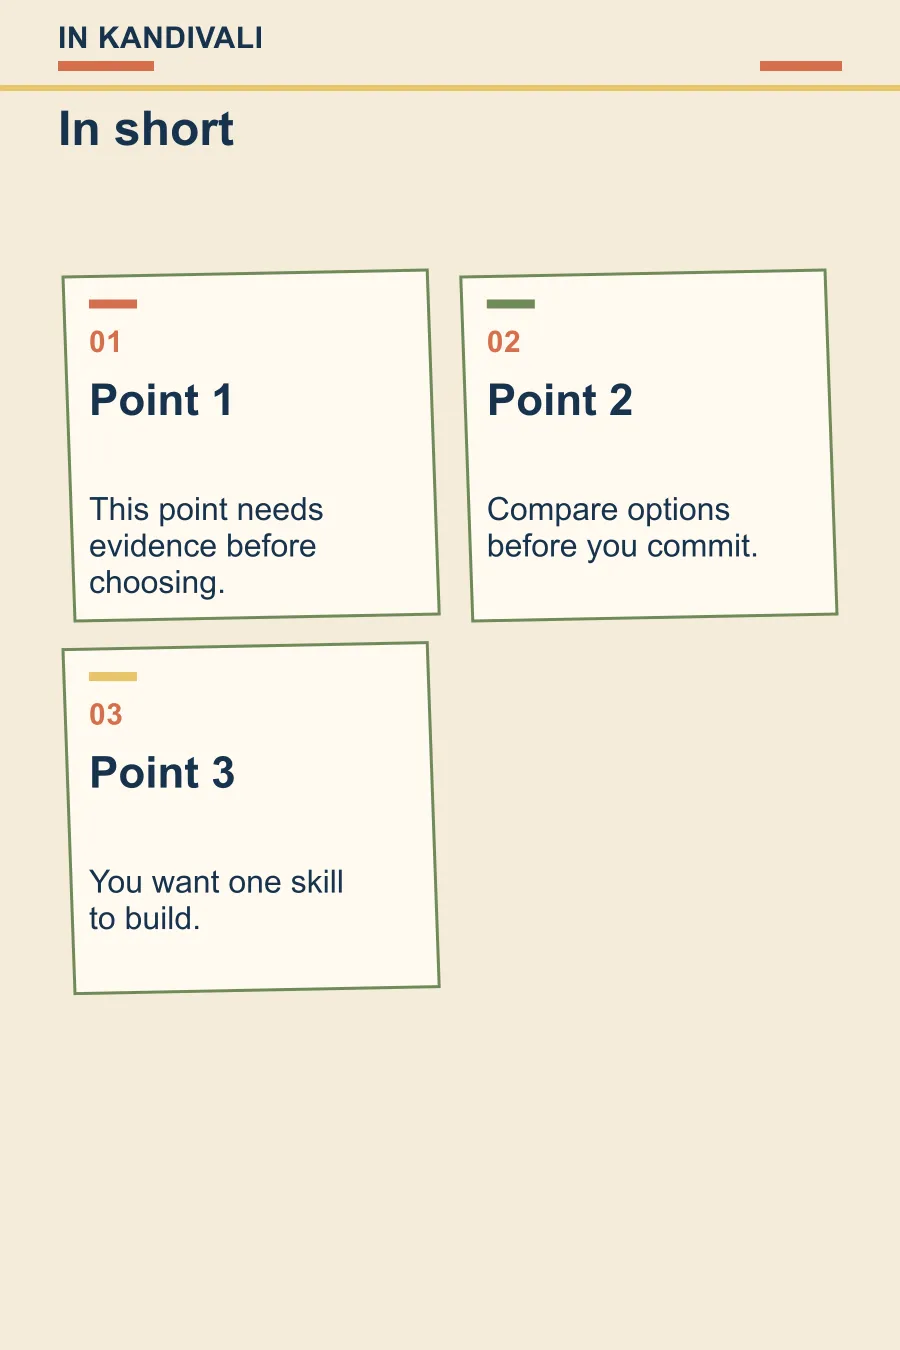 IN KANDIVALI
In short
01
Point 1
This point needs
evidence before
choosing.
02
Point 2
Compare options
before you commit.
03
Point 3
You want one skill
to build.